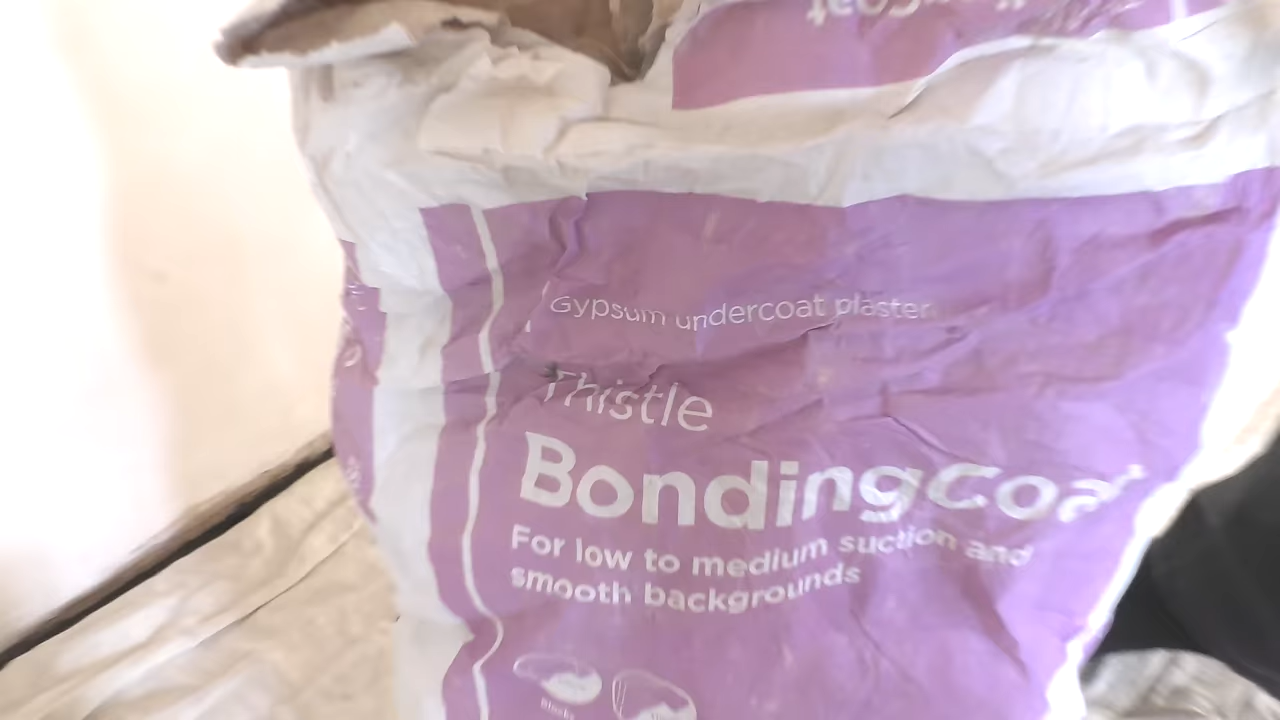 Gypsum undercoat plaster
Thistle
BondingCoat
For low to medium suction and
smooth backgrounds